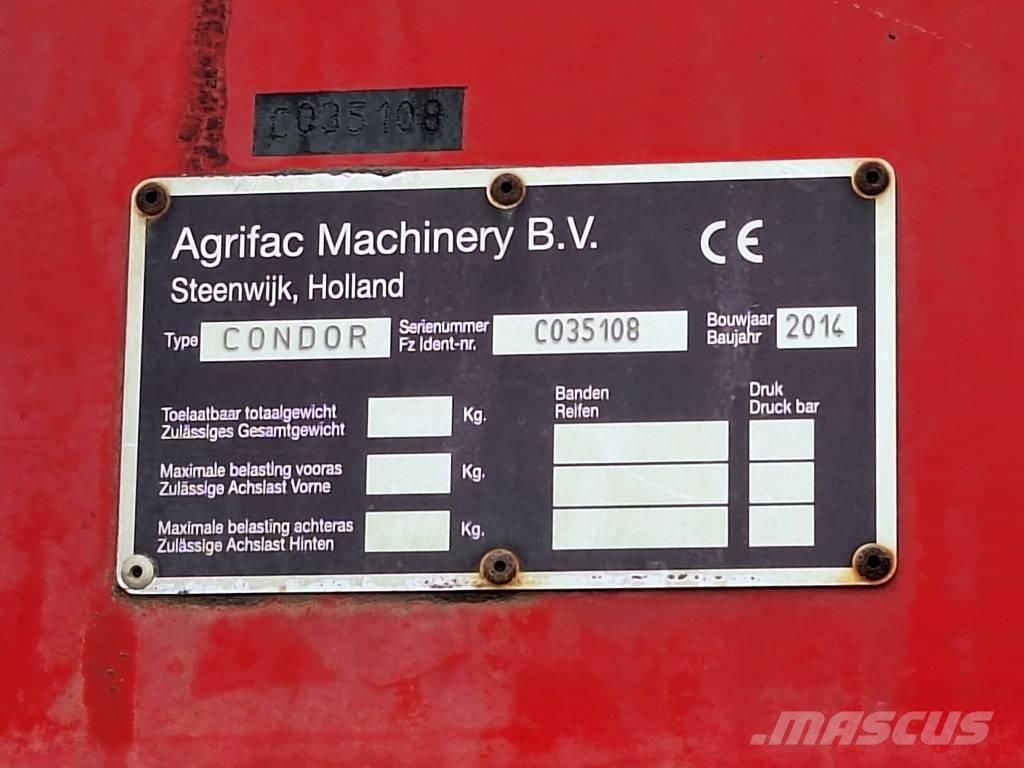 C035108
Agrifac Machinery B.V.
CE
Steenwijk, Holland
Type CONDOR
Serienummer
Fz Ident-nr.
C035108
Bouwjaar
Baujahr
2014
Toelaatbaar totaalgewicht
Zulässiges Gesamtgewicht
Kg.
Maximale belasting vooras
Zulässige Achslast Vorne
Kg.
Maximale belasting achteras
Zulässige Achslast Hinten
Kg.
Banden
Reifen
Druk
Druck bar
MASCUS